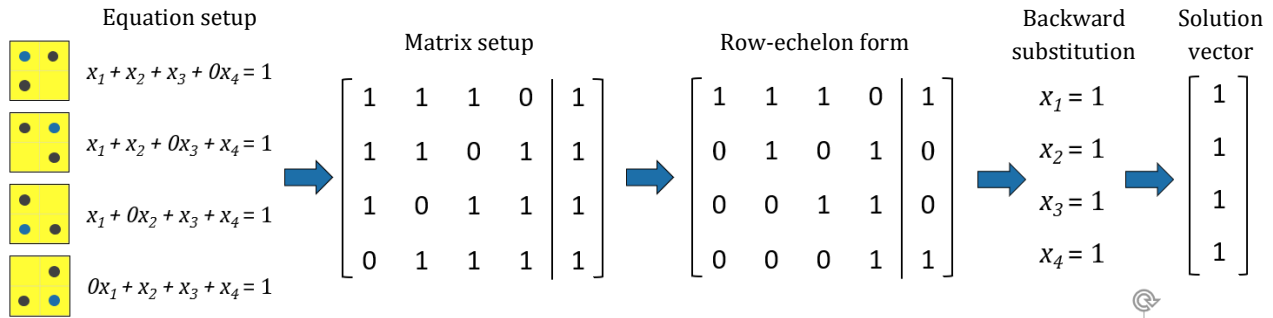 Equation setup
x₁ + x₂ + x₃ + 0x₄ = 1
x₁ + x₂ + 0x₃ + x₄ = 1
x₁ + 0x₂ + x₃ + x₄ = 1
0x₁ + x₂ + x₃ + x₄ = 1
Matrix setup
1 1 1 0 1
1 1 0 1 1
1 0 1 1 1
0 1 1 1 1
Row-echelon form
1 1 1 0 1
0 1 0 1 0
0 0 1 1 0
0 0 0 1 1
Backward
substitution
x₁ = 1
x₂ = 1
x₃ = 1
x₄ = 1
Solution
vector
1
1
1
1